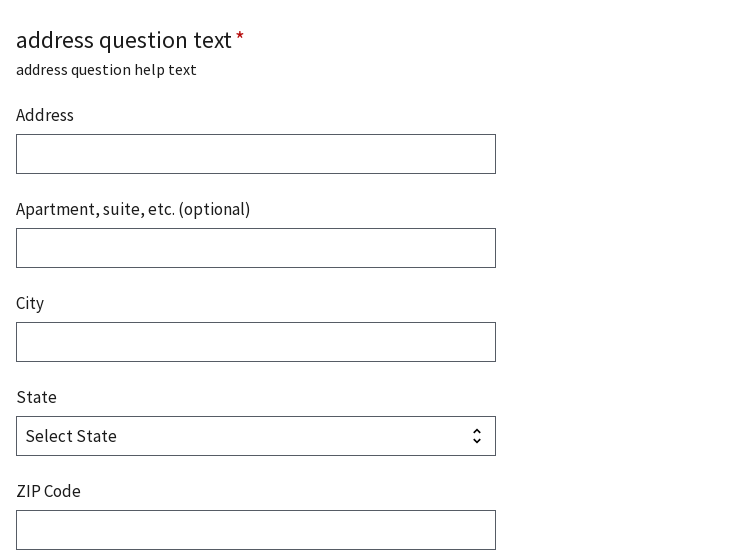 address question text *
address question help text
Address
Apartment, suite, etc. (optional)
City
State
Select State
ZIP Code